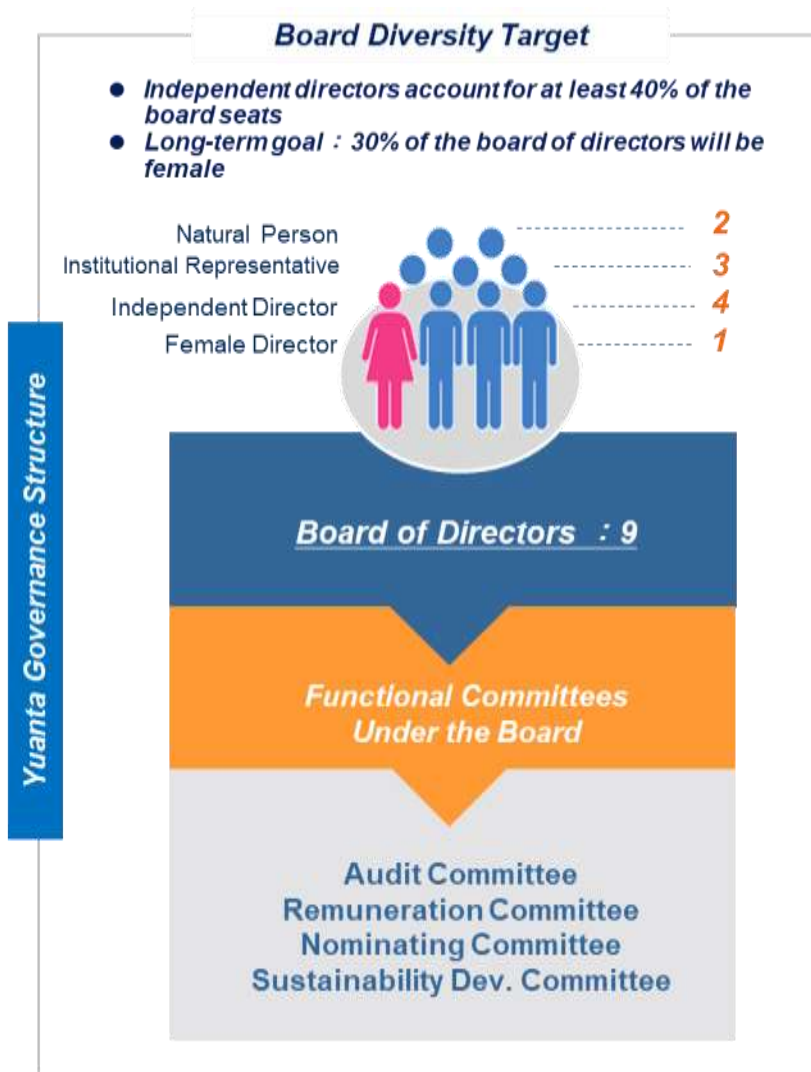 Board Diversity Target
● Independent directors account for at least 40% of the
board seats
● Long-term goal：30% of the board of directors will be
female
Natural Person 2
Institutional Representative 3
Independent Director 4
Female Director 1
Yuanta Governance Structure
Board of Directors ：9
Functional Committees
Under the Board
Audit Committee
Remuneration Committee
Nominating Committee
Sustainability Dev. Committee